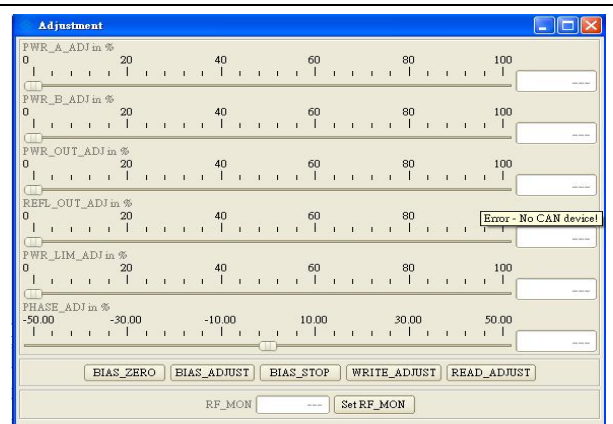 Adjustment
PWR_A_ADJ in %
0 20 40 60 80 100
---
PWR_B_ADJ in %
0 20 40 60 80 100
---
PWR_OUT_ADJ in %
0 20 40 60 80 100
---
REFL_OUT_ADJ in %
0 20 40 60 80
Error - No CAN device!
---
PWR_LIM_ADJ in %
0 20 40 60 80 100
---
PHASE_ADJ in %
-50.00 -30.00 -10.00 10.00 30.00 50.00
---
BIAS_ZERO BIAS_ADJUST BIAS_STOP WRITE_ADJUST READ_ADJUST
RF_MON --- Set RF_MON